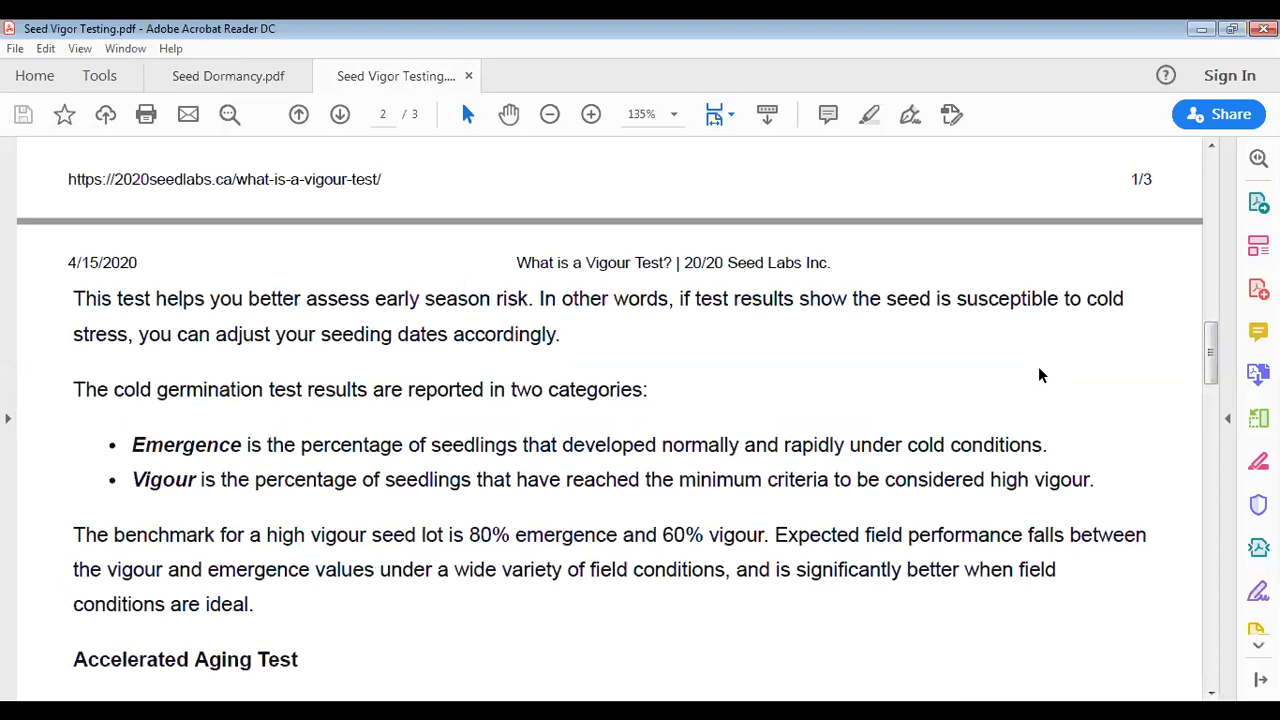 Seed Vigor Testing.pdf - Adobe Acrobat Reader DC
File Edit View Window Help
Home Tools Seed Dormancy.pdf Seed Vigor Testing.... × Sign In
2 / 3 135% Share
https://2020seedlabs.ca/what-is-a-vigour-test/ 1/3
4/15/2020 What is a Vigour Test? | 20/20 Seed Labs Inc.
This test helps you better assess early season risk. In other words, if test results show the seed is susceptible to cold
stress, you can adjust your seeding dates accordingly.
The cold germination test results are reported in two categories:
• Emergence is the percentage of seedlings that developed normally and rapidly under cold conditions.
• Vigour is the percentage of seedlings that have reached the minimum criteria to be considered high vigour.
The benchmark for a high vigour seed lot is 80% emergence and 60% vigour. Expected field performance falls between
the vigour and emergence values under a wide variety of field conditions, and is significantly better when field
conditions are ideal.
Accelerated Aging Test